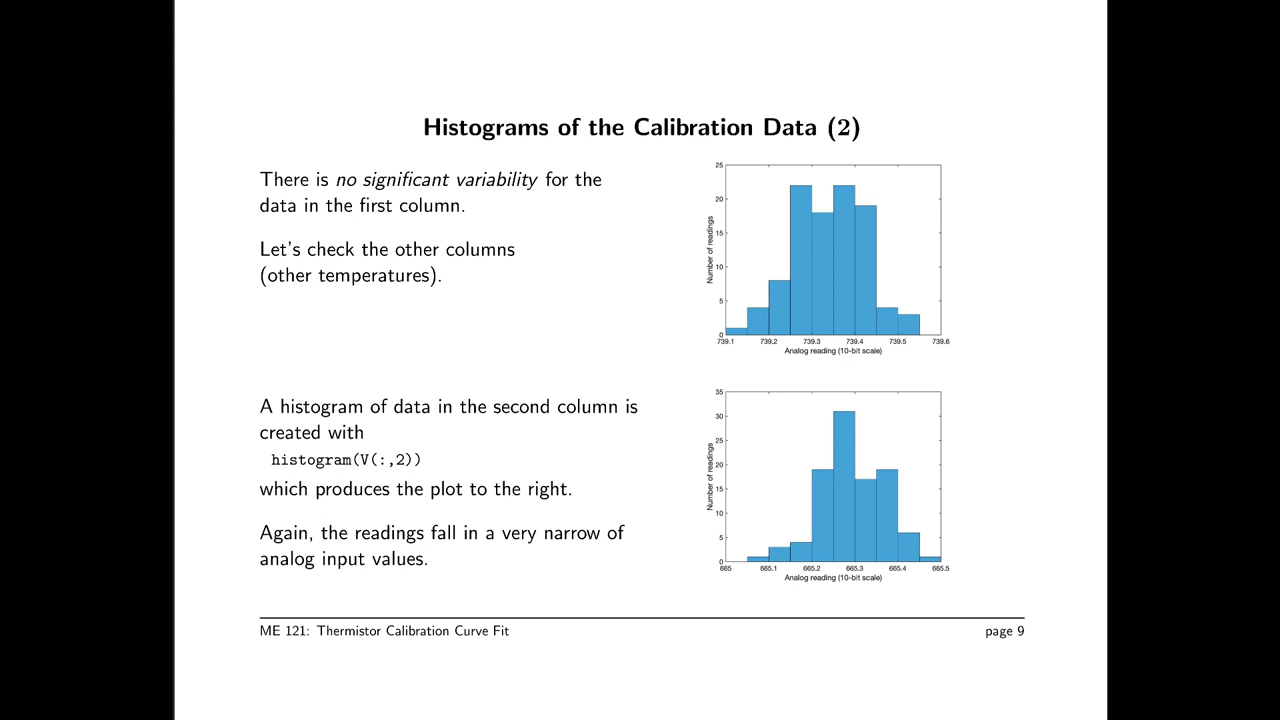 Histograms of the Calibration Data (2)
There is no significant variability for the
data in the first column.
Let's check the other columns
(other temperatures).
25
20
15
10
5
0
Number of readings
739.1 739.2 739.3 739.4 739.5 739.6
Analog reading (10-bit scale)
A histogram of data in the second column is
created with
histogram(V(:,2))
which produces the plot to the right.
Again, the readings fall in a very narrow of
analog input values.
35
30
25
20
15
10
5
0
Number of readings
665 665.1 665.2 665.3 665.4 665.5
Analog reading (10-bit scale)
ME 121: Thermistor Calibration Curve Fit
page 9